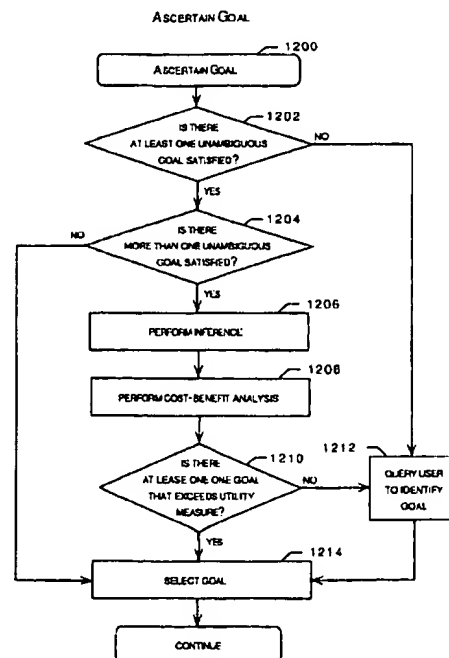 ASCERTAIN GOAL
1200
ASCERTAIN GOAL
1202
IS THERE
AT LEAST ONE UNAMBIGUOUS
GOAL SATISFIED?
NO
YES
1204
NO
IS THERE
MORE THAN ONE UNAMBIGUOUS
GOAL SATISFIED?
YES
1206
PERFORM INFERENCE
1208
PERFORM COST-BENEFIT ANALYSIS
1210
IS THERE
AT LEASE ONE ONE GOAL
THAT EXCEEDS UTILITY
MEASURE?
NO
1212
QUERY USER
TO IDENTIFY
GOAL
YES
1214
SELECT GOAL
CONTINUE